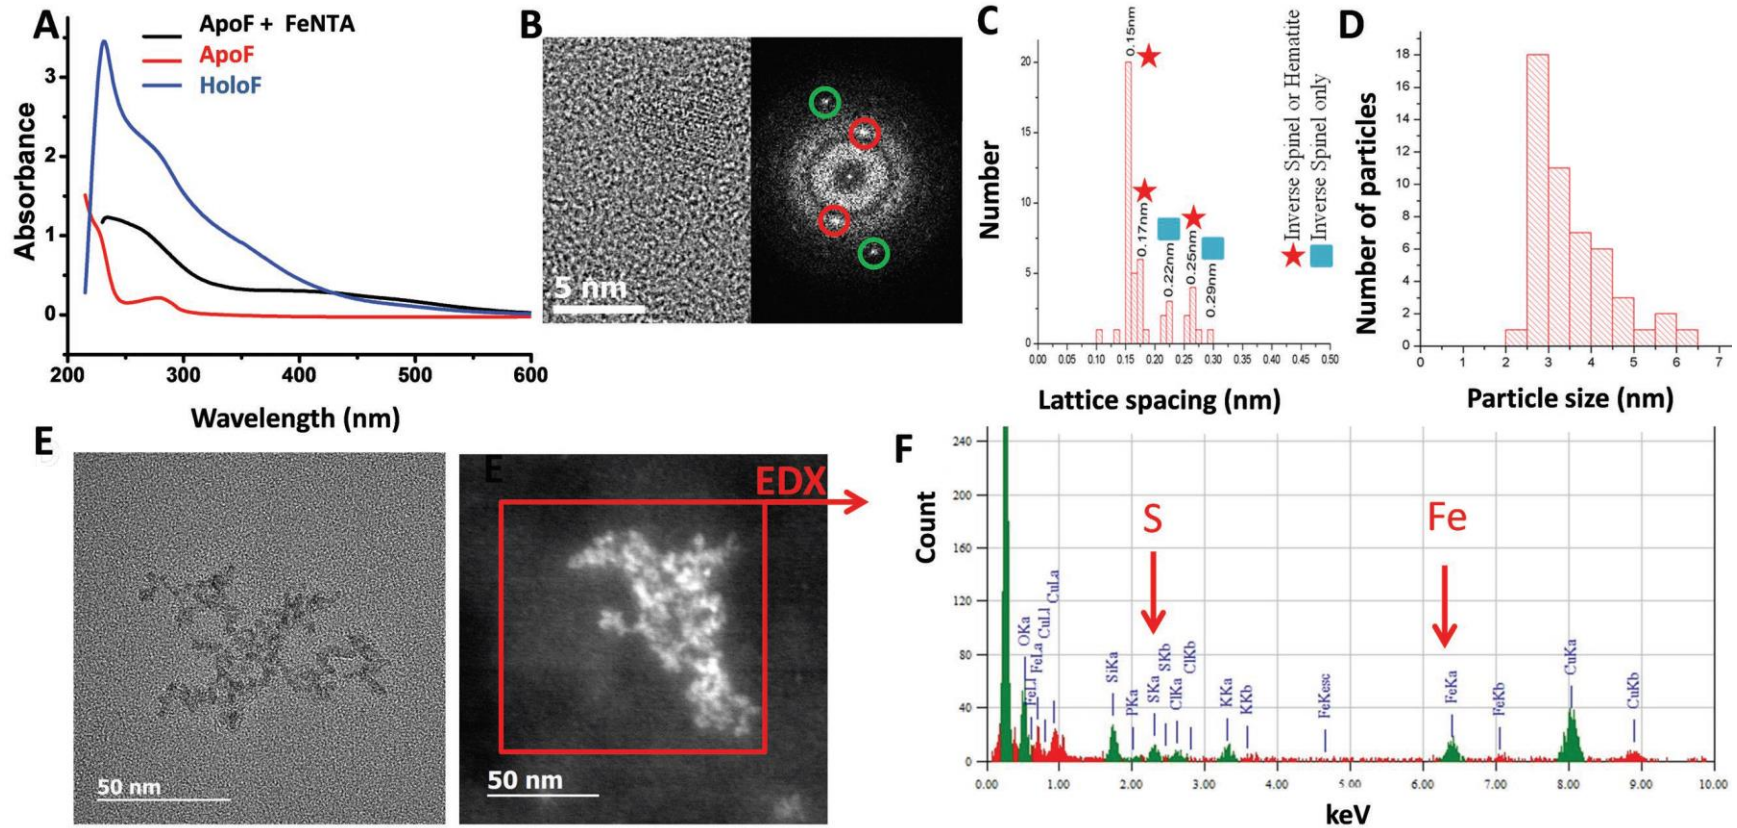 A
ApoF + FeNTA
ApoF
HoloF
Absorbance
3
2
1
0
200
300
400
500
600
Wavelength (nm)
B
5 nm
C
Number
20
15
10
5
0
0.15nm
0.17nm
0.22nm
0.25nm
0.29nm
Inverse Spinel or Hematite
Inverse Spinel only
0.00 0.05 0.10 0.15 0.20 0.25 0.30 0.35 0.40 0.45 0.50
Lattice spacing (nm)
D
Number of particles
18
16
14
12
10
8
6
4
2
0
0 1 2 3 4 5 6 7
Particle size (nm)
E
50 nm
E
EDX
50 nm
F
Count
240
200
160
120
80
40
0
S
Fe
OKa
FeLl
FeLa
CuLl
CuLa
SiKa
PKa
SKa
SKb
ClKa
ClKb
KKa
KKb
FeKesc
FeKa
FeKb
CuKa
CuKb
0.00 1.00 2.00 3.00 4.00 5.00 6.00 7.00 8.00 9.00 10.00
keV